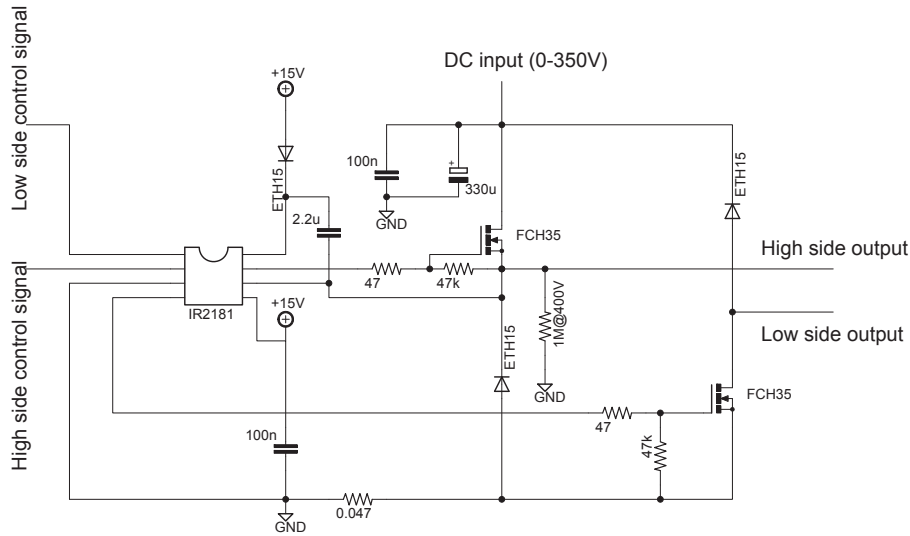 Low side control signal
High side control signal
DC input (0-350V)
+15V
ETH15
100n
+
330u
GND
2.2u
FCH35
ETH15
High side output
47
47k
IR2181
+15V
1M@400V
Low side output
ETH15
GND
FCH35
47
47k
100n
0.047
GND